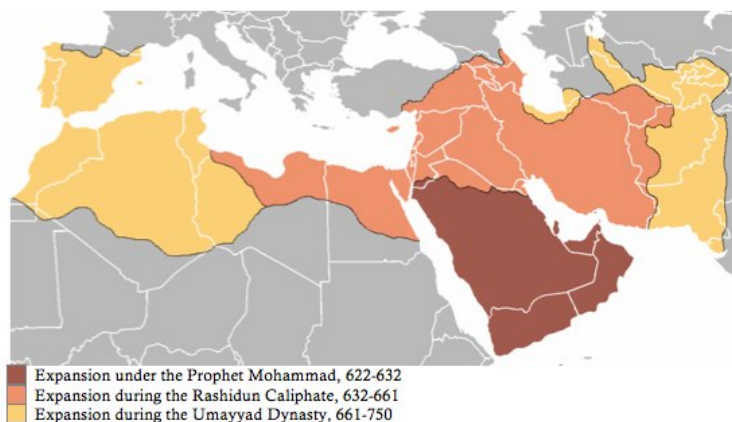 Expansion under the Prophet Mohammad, 622-632
Expansion during the Rashidun Caliphate, 632-661
Expansion during the Umayyad Dynasty, 661-750